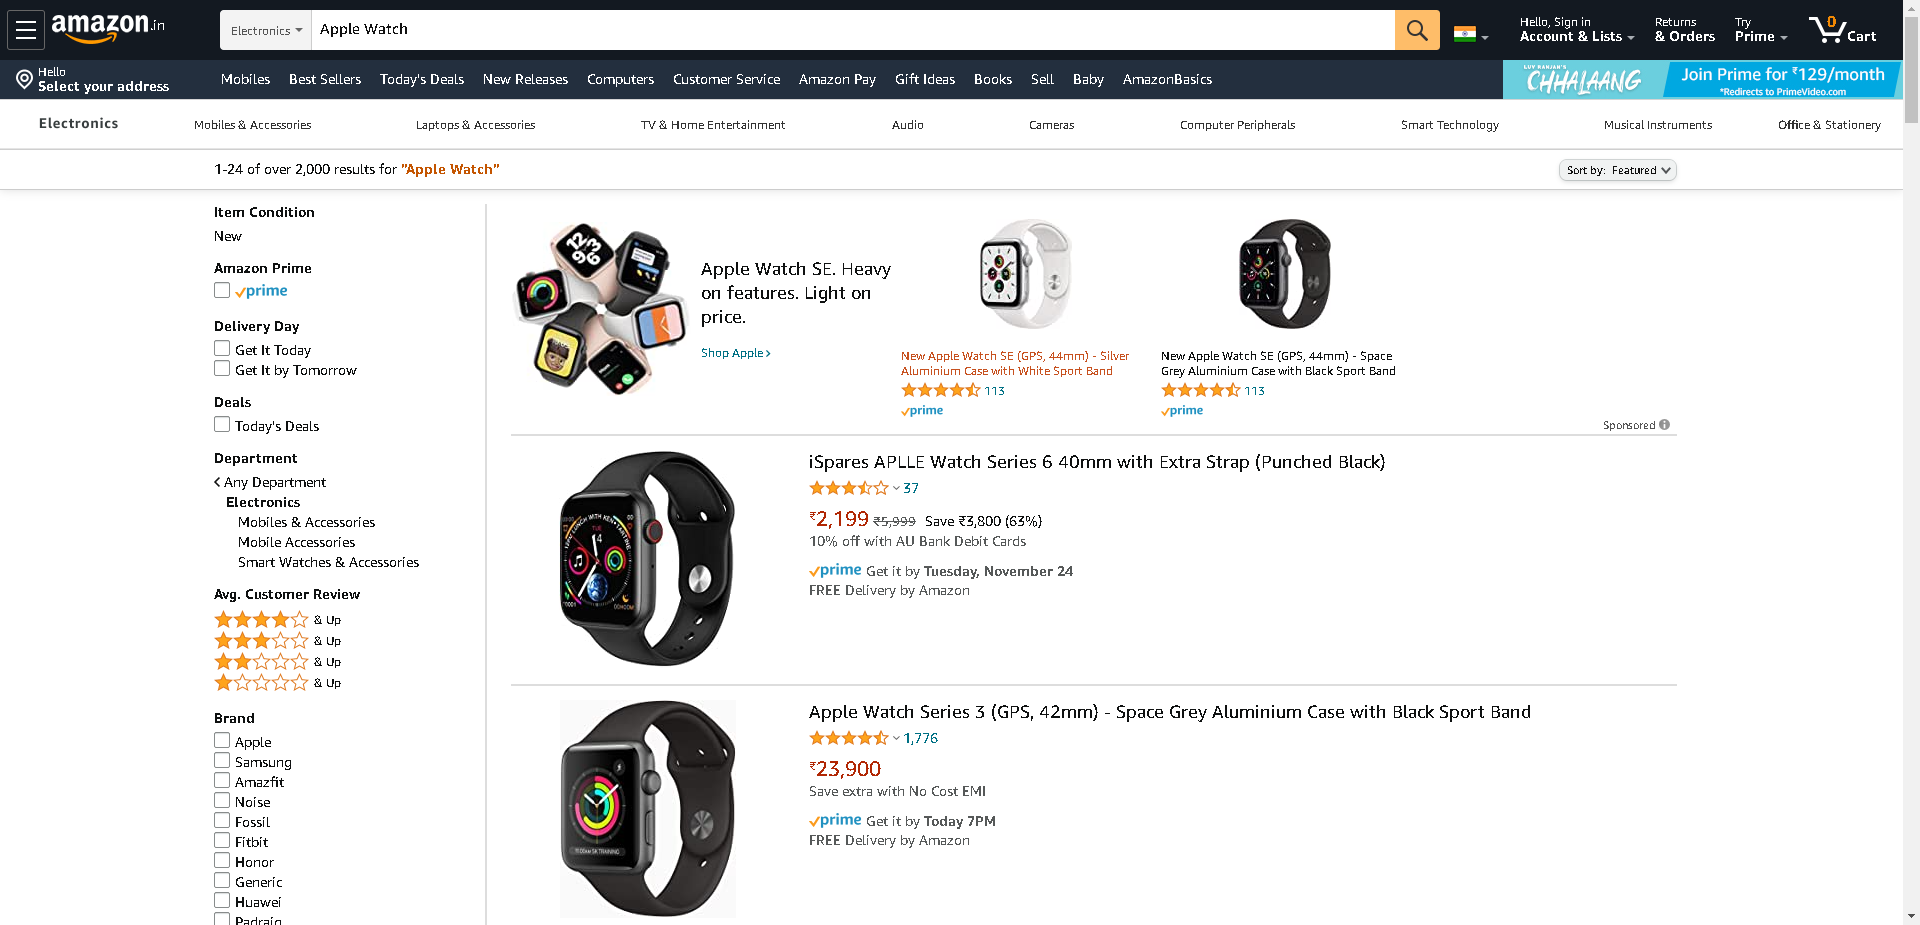 amazon.in
Electronics
Apple Watch
Hello, Sign in
Account & Lists
Returns
& Orders
Try
Prime
0
Cart
Hello
Select your address
Mobiles
Best Sellers
Today's Deals
New Releases
Computers
Customer Service
Amazon Pay
Gift Ideas
Books
Sell
Baby
AmazonBasics
LUV RANJAN'S
CHHALAANG
Join Prime for ₹129/month
*Redirects to PrimeVideo.com
Electronics
Mobiles & Accessories
Laptops & Accessories
TV & Home Entertainment
Audio
Cameras
Computer Peripherals
Smart Technology
Musical Instruments
Office & Stationery
1-24 of over 2,000 results for "Apple Watch"
Sort by: Featured
Item Condition
New
Amazon Prime
prime
Delivery Day
Get It Today
Get It by Tomorrow
Deals
Today's Deals
Department
Any Department
Electronics
Mobiles & Accessories
Mobile Accessories
Smart Watches & Accessories
Avg. Customer Review
& Up
& Up
& Up
& Up
Brand
Apple
Samsung
Amazfit
Noise
Fossil
Fitbit
Honor
Generic
Huawei
Padraig
Apple Watch SE. Heavy
on features. Light on
price.
Shop Apple
New Apple Watch SE (GPS, 44mm) - Silver
Aluminium Case with White Sport Band
113
prime
New Apple Watch SE (GPS, 44mm) - Space
Grey Aluminium Case with Black Sport Band
113
prime
Sponsored
iSpares APLLE Watch Series 6 40mm with Extra Strap (Punched Black)
37
₹2,199 ₹5,999 Save ₹3,800 (63%)
10% off with AU Bank Debit Cards
prime Get it by Tuesday, November 24
FREE Delivery by Amazon
Apple Watch Series 3 (GPS, 42mm) - Space Grey Aluminium Case with Black Sport Band
1,776
₹23,900
Save extra with No Cost EMI
prime Get it by Today 7PM
FREE Delivery by Amazon